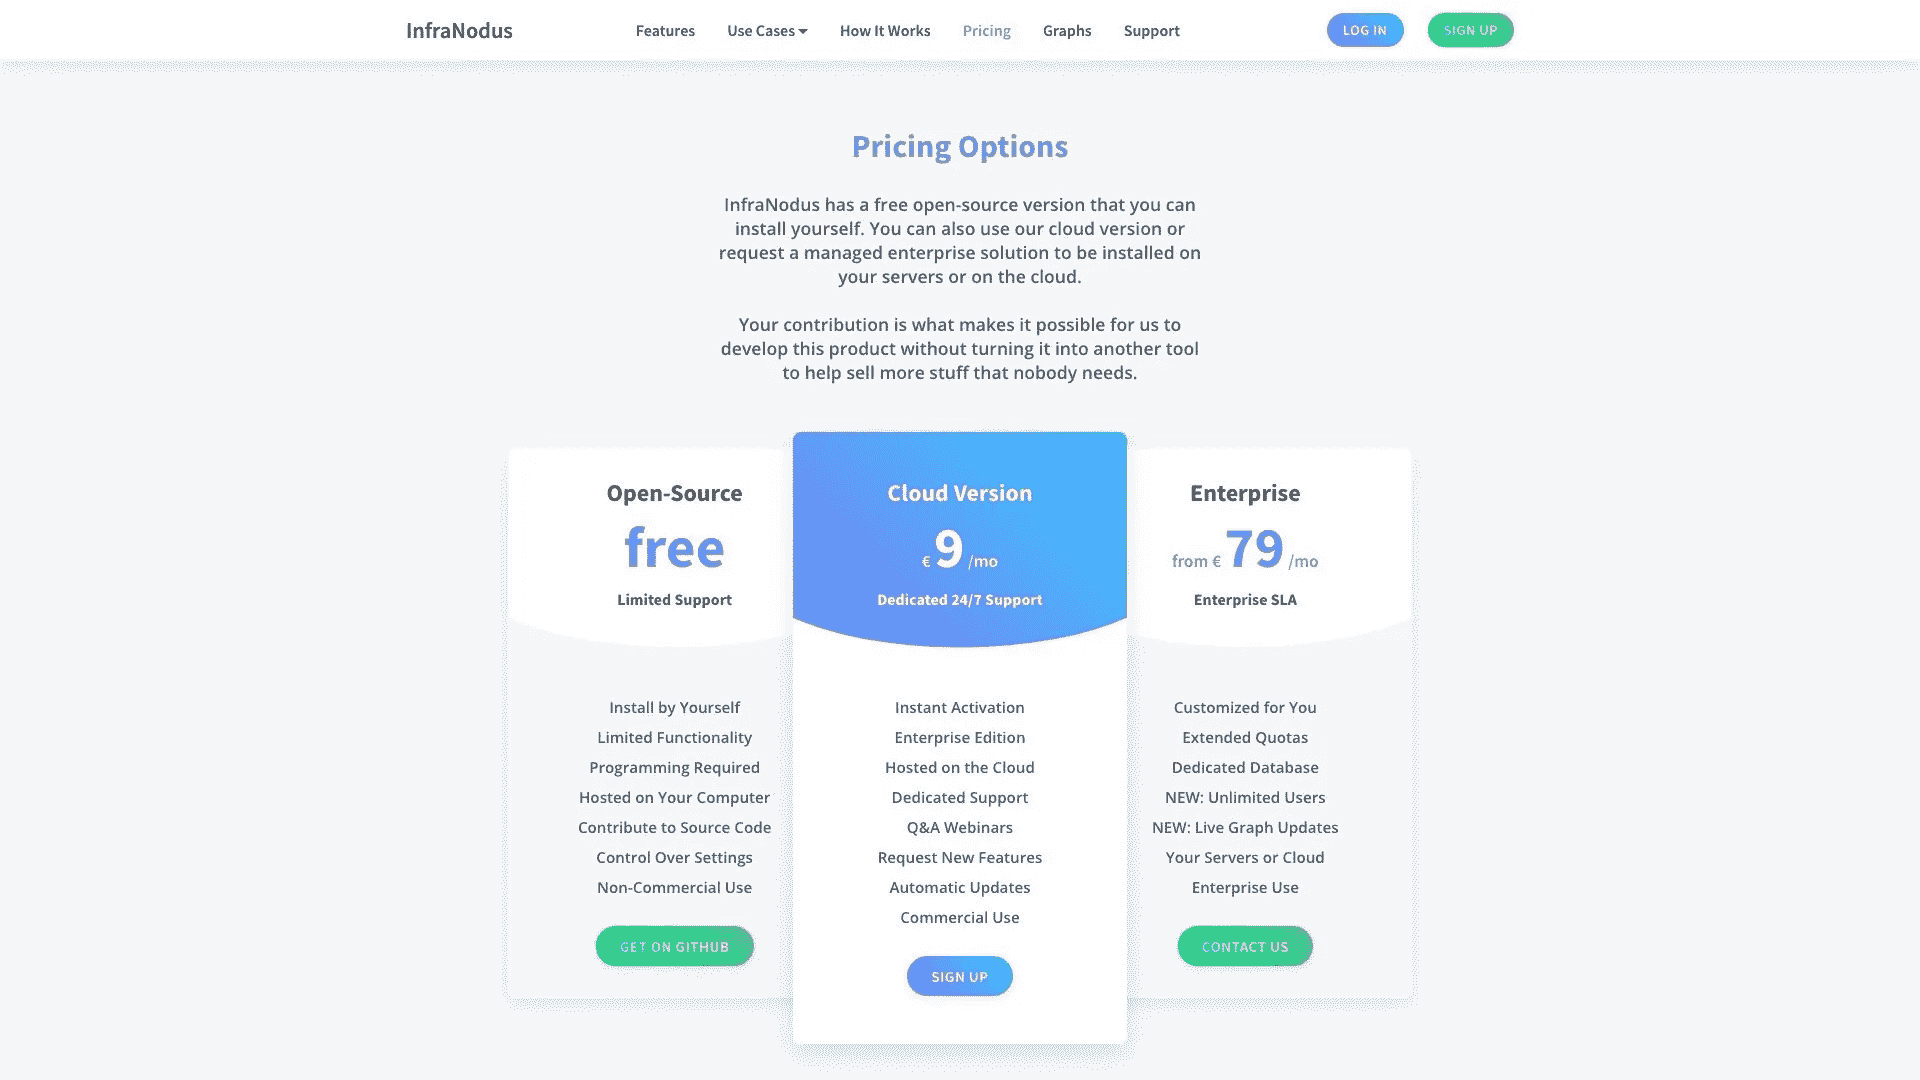 InfraNodus
Features
Use Cases
How It Works
Pricing
Graphs
Support
LOG IN
SIGN UP
Pricing Options
InfraNodus has a free open-source version that you can
install yourself. You can also use our cloud version or
request a managed enterprise solution to be installed on
your servers or on the cloud.
Your contribution is what makes it possible for us to
develop this product without turning it into another tool
to help sell more stuff that nobody needs.
Open-Source
free
Limited Support
Install by Yourself
Limited Functionality
Programming Required
Hosted on Your Computer
Contribute to Source Code
Control Over Settings
Non-Commercial Use
GET ON GITHUB
Cloud Version
€ 9 /mo
Dedicated 24/7 Support
Instant Activation
Enterprise Edition
Hosted on the Cloud
Dedicated Support
Q&A Webinars
Request New Features
Automatic Updates
Commercial Use
SIGN UP
Enterprise
from € 79 /mo
Enterprise SLA
Customized for You
Extended Quotas
Dedicated Database
NEW: Unlimited Users
NEW: Live Graph Updates
Your Servers or Cloud
Enterprise Use
CONTACT US